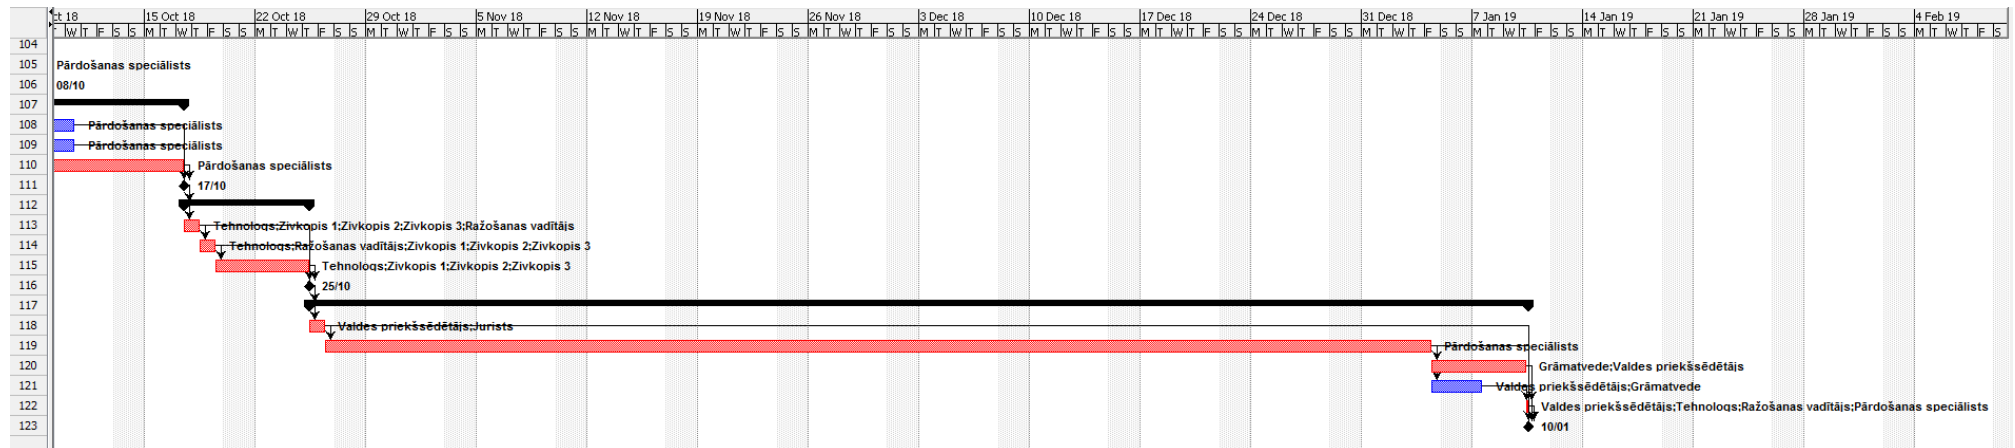 ct 18 15 Oct 18 22 Oct 18 29 Oct 18 5 Nov 18 12 Nov 18 19 Nov 18 26 Nov 18 3 Dec 18 10 Dec 18 17 Dec 18 24 Dec 18 31 Dec 18 7 Jan 19 14 Jan 19 21 Jan 19 28 Jan 19 4 Feb 19
W T F S S M T W T F S S M T W T F S S M T W T F S S M T W T F S S M T W T F S S M T W T F S S M T W T F S S M T W T F S S M T W T F S S M T W T F S S M T W T F S S M T W T F S S M T W T F S S M T W T F S S M T W T F S S M T W T F S S M T W T F S
104
105 Pārdošanas speciālists
106 08/10
107
108 Pārdošanas speciālists
109 Pārdošanas speciālists
110 Pārdošanas speciālists
111 17/10
112
113 Tehnologs;Zivkopis 1;Zivkopis 2;Zivkopis 3;Ražošanas vadītājs
114 Tehnologs;Ražošanas vadītājs;Zivkopis 1;Zivkopis 2;Zivkopis 3
115 Tehnologs;Zivkopis 1;Zivkopis 2;Zivkopis 3
116 25/10
117
118 Valdes priekšsēdētājs;Jurists
119 Pārdošanas speciālists
120 Grāmatvede;Valdes priekšsēdētājs
121 Valdes priekšsēdētājs;Grāmatvede
122 Valdes priekšsēdētājs;Tehnologs;Ražošanas vadītājs;Pārdošanas speciālists
123 10/01